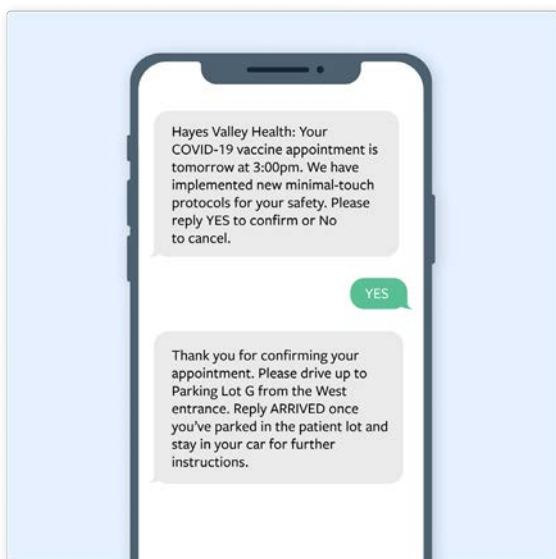 Hayes Valley Health: Your
COVID-19 vaccine appointment is
tomorrow at 3:00pm. We have
implemented new minimal-touch
protocols for your safety. Please
reply YES to confirm or No
to cancel.
YES
Thank you for confirming your
appointment. Please drive up to
Parking Lot G from the West
entrance. Reply ARRIVED once
you've parked in the patient lot and
stay in your car for further
instructions.